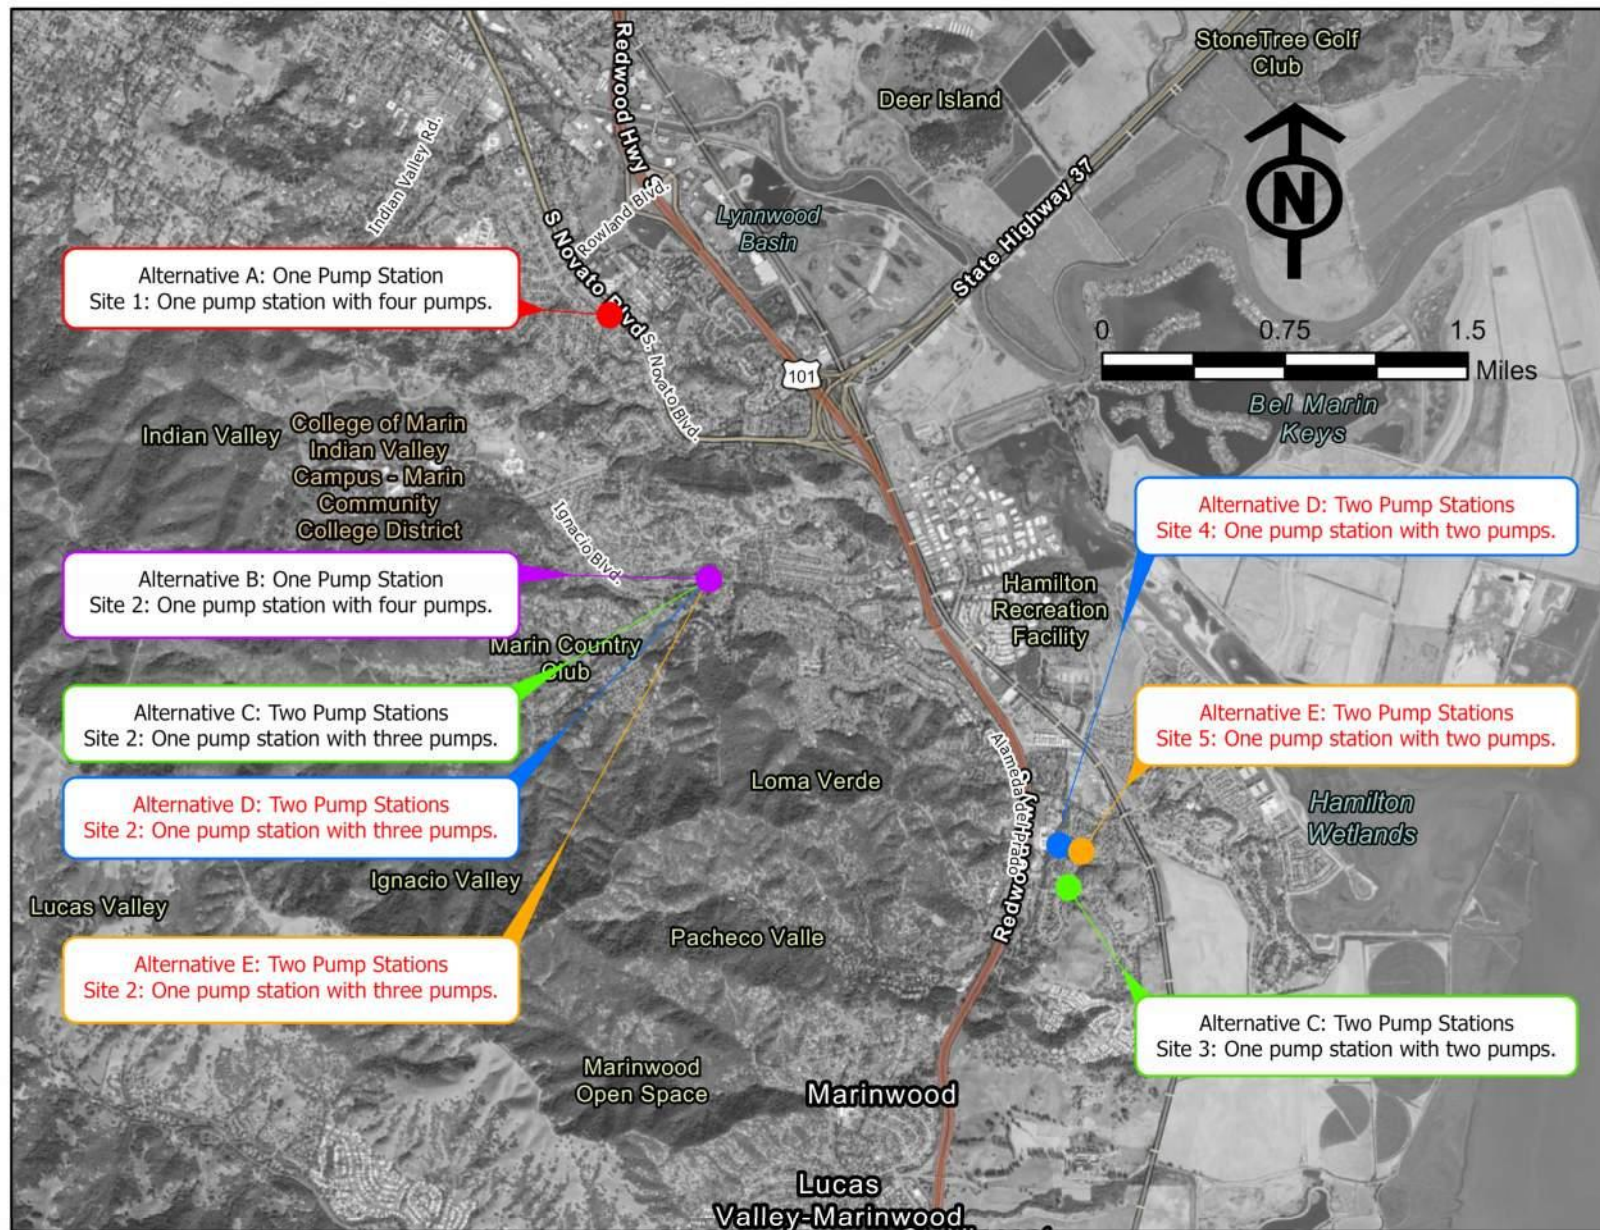 StoneTree Golf
Club
Deer Island
Redwood Hwy S
Indian Valley Rd.
Rowland Blvd.
Lynnwood
Basin
State Highway 37
N
S Novato Blvd
Alternative A: One Pump Station
Site 1: One pump station with four pumps.
S. Novato Blvd.
0 0.75 1.5
Miles
101
Bel Marin
Keys
Indian Valley
College of Marin
Indian Valley
Campus - Marin
Community
College District
Ignacio Blvd.
Alternative D: Two Pump Stations
Site 4: One pump station with two pumps.
Alternative B: One Pump Station
Site 2: One pump station with four pumps.
Hamilton
Recreation
Facility
Marin Country
Club
Alternative C: Two Pump Stations
Site 2: One pump station with three pumps.
Alternative E: Two Pump Stations
Site 5: One pump station with two pumps.
Alameda del Prado
Redwood Hwy S
Loma Verde
Alternative D: Two Pump Stations
Site 2: One pump station with three pumps.
Hamilton
Wetlands
Ignacio Valley
Lucas Valley
Pacheco Valle
Alternative E: Two Pump Stations
Site 2: One pump station with three pumps.
Alternative C: Two Pump Stations
Site 3: One pump station with two pumps.
Marinwood
Open Space
Marinwood
Lucas
Valley-Marinwood